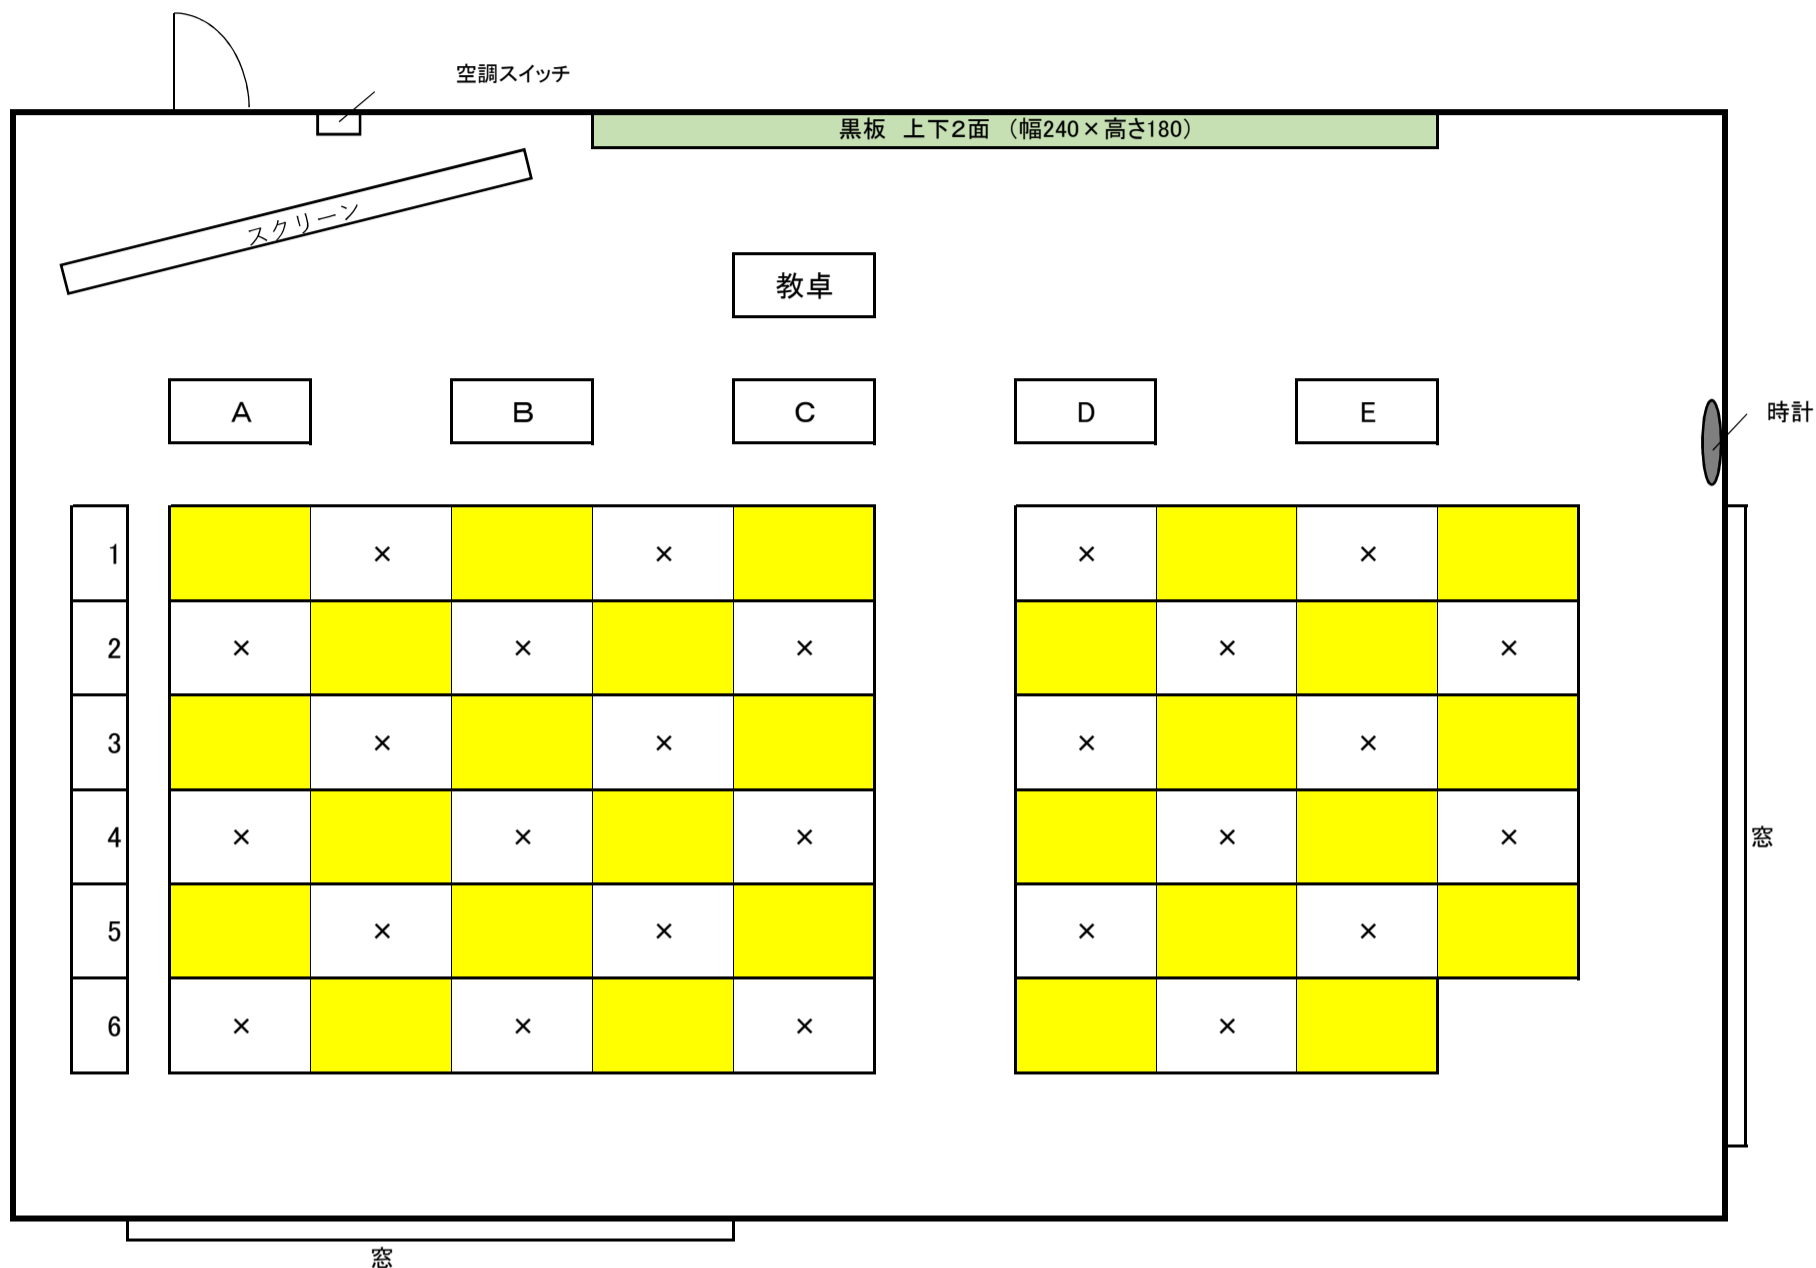 空調スイッチ
黒板 上下2面 （幅240×高さ180）
スクリーン
教卓
A B C D E
時計
1 × × × ×
2 × × × × ×
3 × × × ×
4 × × × × ×
窓
5 × × × ×
6 × × × ×
窓